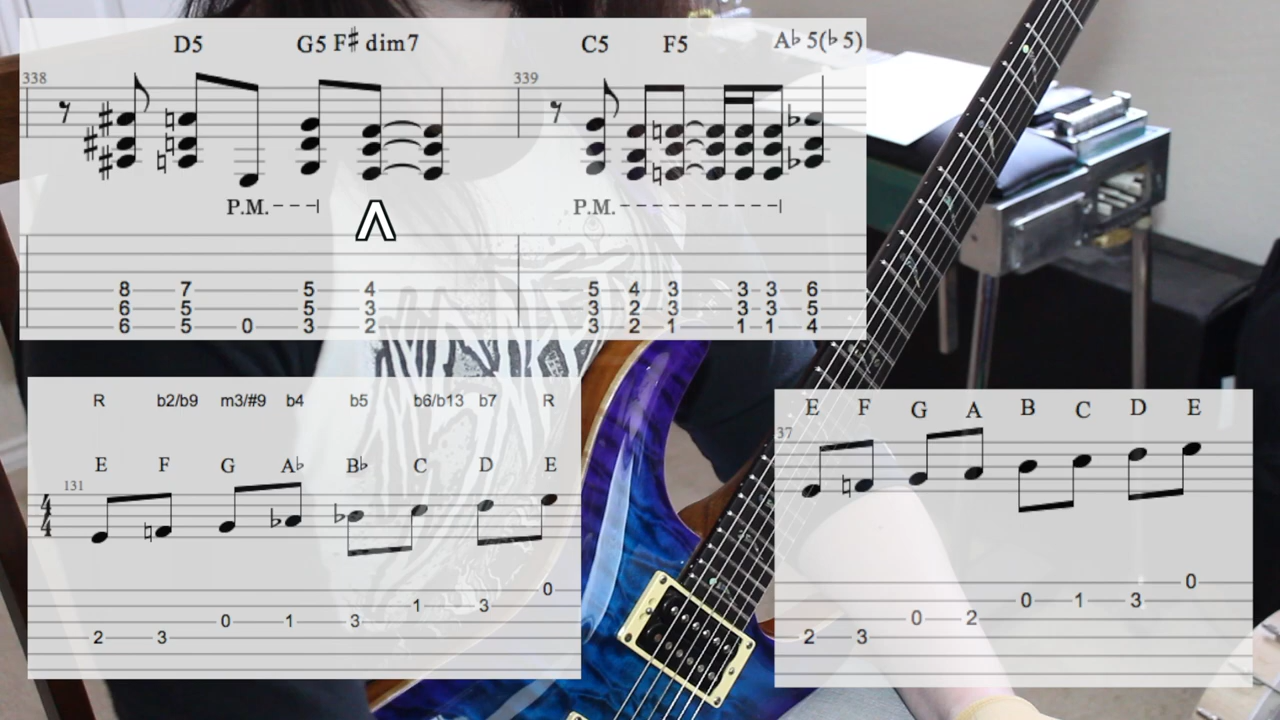 D5 G5 F♯ dim7 C5 F5 A♭ 5(♭ 5)
338 339
P.M. P.M.
8 7 5 4 5 4 3 3 3 6
6 5 5 3 3 2 3 3 3 5
6 5 0 3 2 3 2 1 1 1 4
R b2/b9 m3/#9 b4 b5 b6/b13 b7 R
E F G A♭ B♭ C D E
131
4
4
0
1 3
0 1 3
2 3
E F G A B C D E
37
0
0 1 3
0 2
2 3